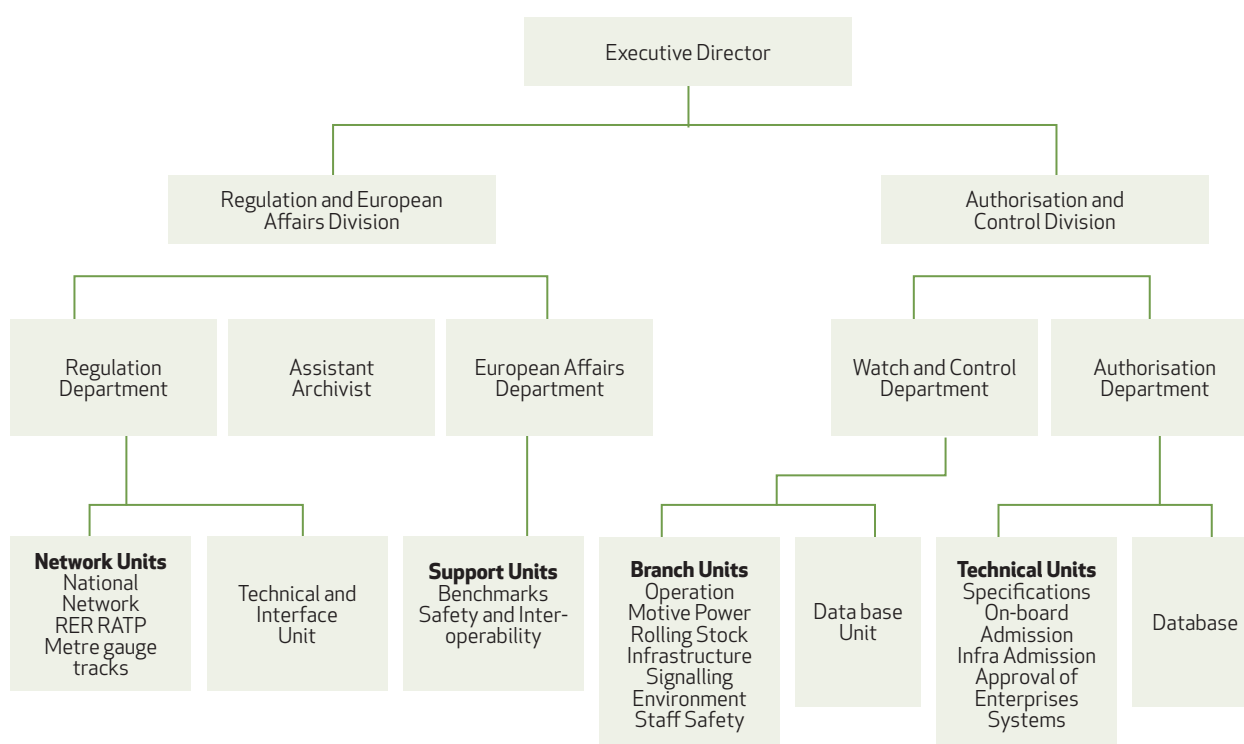 Executive Director
Regulation and European
Affairs Division
Authorisation and
Control Division
Regulation
Department
Assistant
Archivist
European Affairs
Department
Watch and Control
Department
Authorisation
Department
Network Units
National
Network
RER RATP
Metre gauge
tracks
Technical and
Interface
Unit
Support Units
Benchmarks
Safety and Inter-
operability
Branch Units
Operation
Motive Power
Rolling Stock
Infrastructure
Signalling
Environment
Staff Safety
Data base
Unit
Technical Units
Specifications
On-board
Admission
Infra Admission
Approval of
Enterprises
Systems
Database